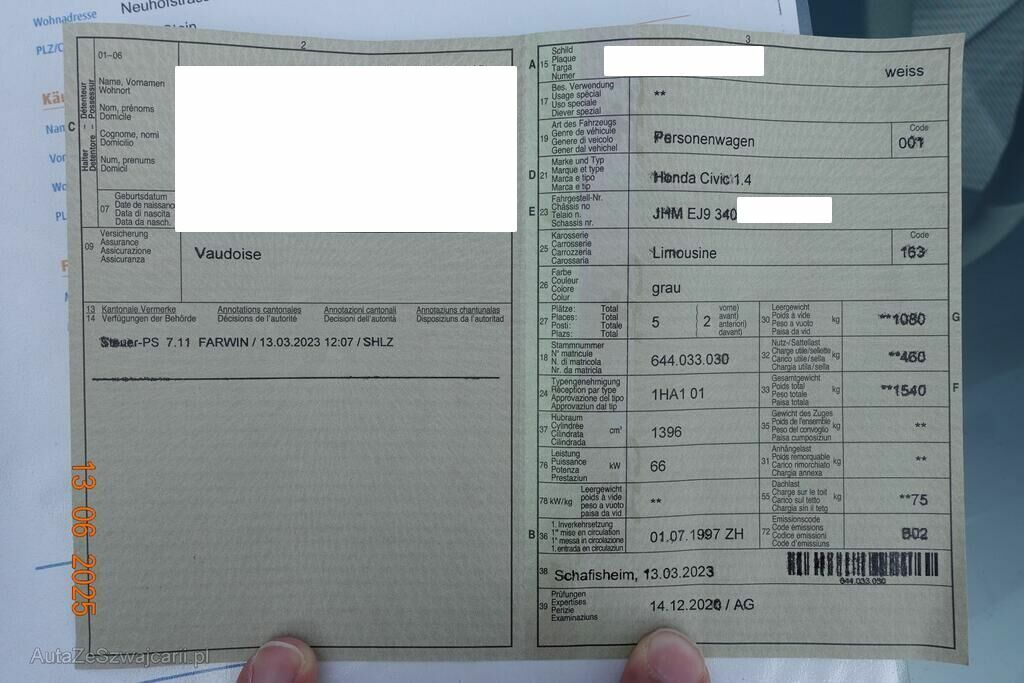 Wohnadresse
Neuhofstrass
2
3
01–06
C
Halter – Détenteur
Detentore – Possessur
Name, Vornamen
Wohnort
Nom, prénoms
Domicile
Cognome, nomi
Domicilio
Num, prenums
Domicil
07
Geburtsdatum
Date de naissance
Data di nascita
Data da nasch.
09
Versicherung
Assurance
Assicurazione
Assicuranza
Vaudoise
13 Kantonale Vermerke Annotations cantonales Annotazioni cantonali Annotaziuns chantunalas
14 Verfügungen der Behörde Décisions de l'autorité Decisioni dell'autorità Disposiziuns da l'autoritad
Steuer-PS 7.11 FARWIN / 13.03.2023 12:07 / SHLZ
A 15
Schild
Plaque
Targa
Numer
weiss
17
Bes. Verwendung
Usage spécial
Uso speciale
Diever spezial
**
19
Art des Fahrzeugs
Genre de véhicule
Genere di veicolo
Gener dal vehichel
Personenwagen
Code
001
D 21
Marke und Typ
Marque et type
Marca e tipo
Marca e tip
Honda Civic 1.4
E 23
Fahrgestell-Nr.
Châssis no
Telaio n.
Schassis nr.
JHM EJ9 340
25
Karosserie
Carrosserie
Carrozzeria
Carossaria
Limousine
Code
163
26
Farbe
Couleur
Colore
Colur
grau
27
Plätze: Total
Places: Total
Posti: Totale
Plazs: Total
5
( 2 vorne)
avant)
anteriori)
davant)
30
Leergewicht
Poids à vide
Peso a vuoto
Paisa da vid
kg
**1080
G
18
Stammnummer
N° matricule
N. di matricola
Nr. da matricla
644.033.030
32
Nutz-/Sattellast
Charge utile/sellette
Carico utile/sella
Chargia utila/sella
kg
**460
24
Typengenehmigung
Réception par type
Approvazione del tipo
Approvaziun dal tip
1HA1 01
33
Gesamtgewicht
Poids total
Peso totale
Paisa totala
kg
**1540
F
37
Hubraum
Cylindrée
Cilindrata
Cilindrada
cm³
1396
35
Gewicht des Zuges
Poids de l'ensemble
Peso del convoglio
Paisa cumposiziun
kg
**
76
Leistung
Puissance
Potenza
Prestaziun
kW
66
31
Anhängelast
Poids remorquable
Carico rimorchiato
Chargia annexa
kg
**
78 kW/kg
Leergewicht
poids à vide
peso a vuoto
paisa da vid
**
55
Dachlast
Charge sur le toit
Carico sul tetto
Chargia sin il tetg
kg
**75
B 36
1. Inverkehrsetzung
1re mise en circulation
1a messa in circolazione
1. entrada en circulaziun
01.07.1997 ZH
72
Emissionscode
Code émissions
Codice emissioni
Code d'emissiuns
B02
38
Schafisheim, 13.03.2023
644.033.030
39
Prüfungen
Expertises
Perizie
Examinaziuns
14.12.2020 / AG
13 06 2025
AutaZeSzwajcarii.pl